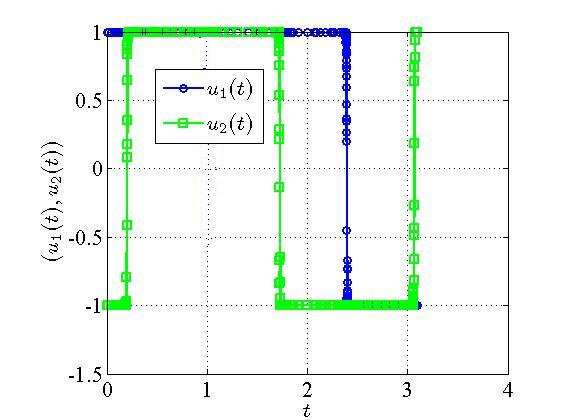 1
0.5
0
-0.5
-1
-1.5
(u₁(t), u₂(t))
u₁(t)
u₂(t)
0 1 2 3 4
t